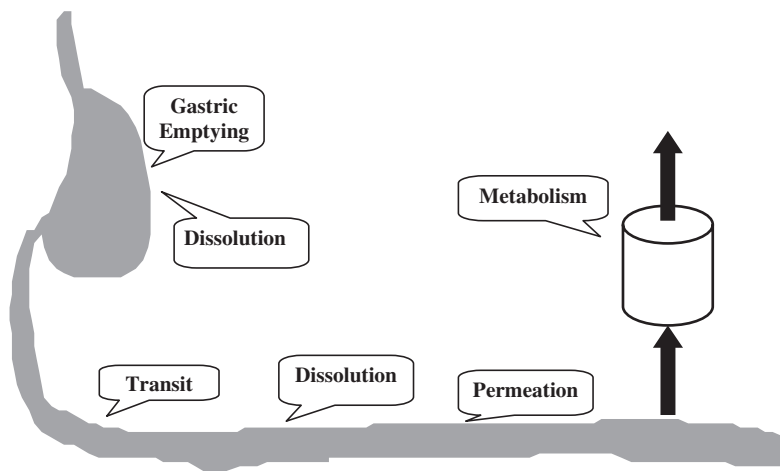 Gastric
Emptying
Metabolism
Dissolution
Transit
Dissolution
Permeation